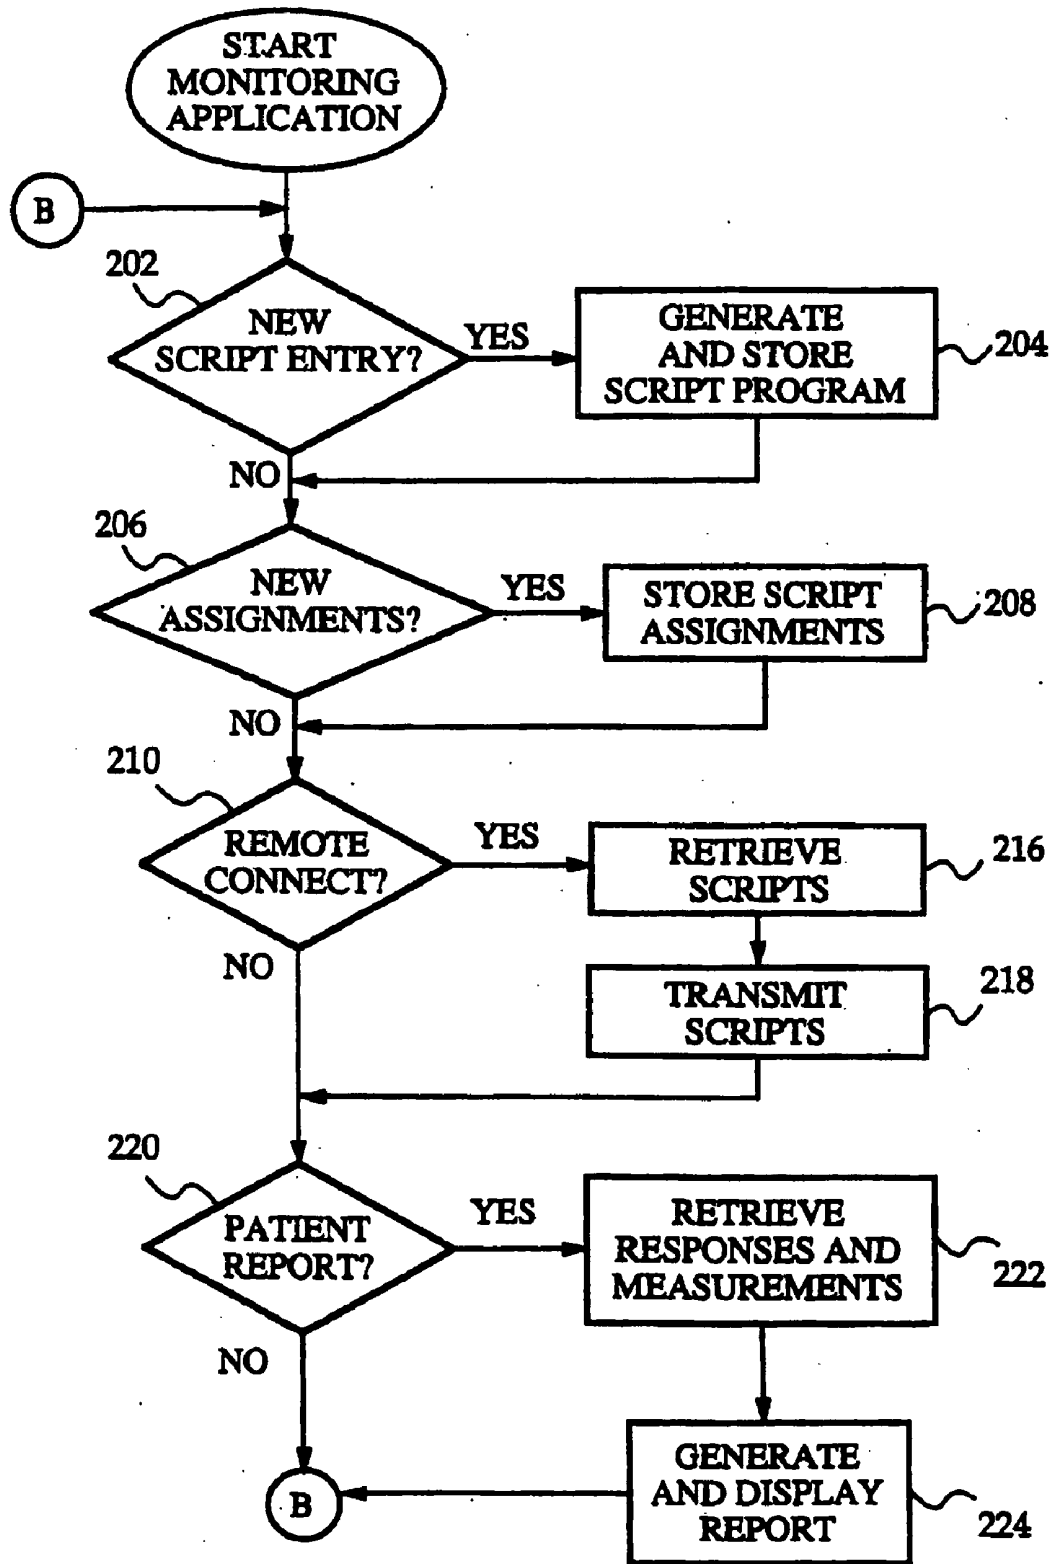 START
MONITORING
APPLICATION
B
202
NEW
SCRIPT ENTRY?
YES
GENERATE
AND STORE
SCRIPT PROGRAM
204
NO
206
NEW
ASSIGNMENTS?
YES
STORE SCRIPT
ASSIGNMENTS
208
NO
210
REMOTE
CONNECT?
YES
RETRIEVE
SCRIPTS
216
NO
TRANSMIT
SCRIPTS
218
220
PATIENT
REPORT?
YES
RETRIEVE
RESPONSES AND
MEASUREMENTS
222
NO
B
GENERATE
AND DISPLAY
REPORT
224